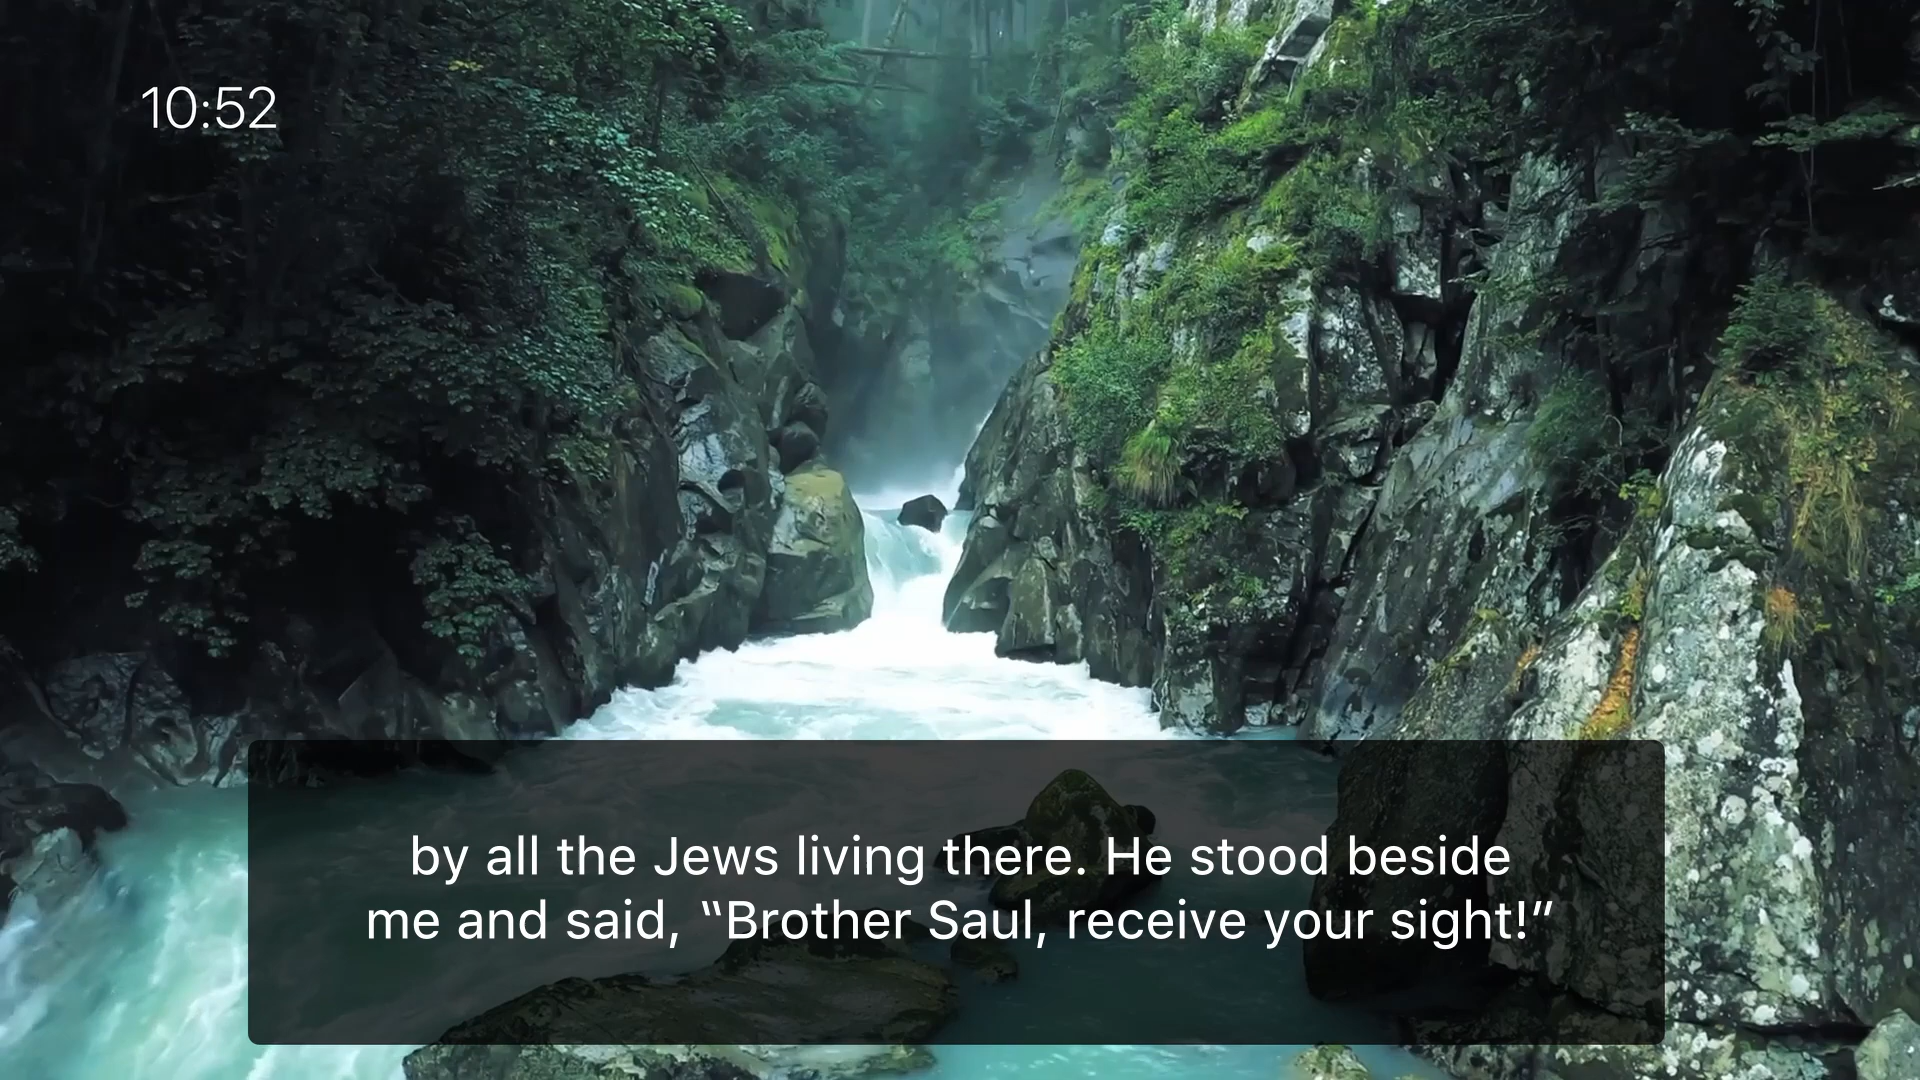 10:52
by all the Jews living there. He stood beside
me and said, “Brother Saul, receive your sight!”